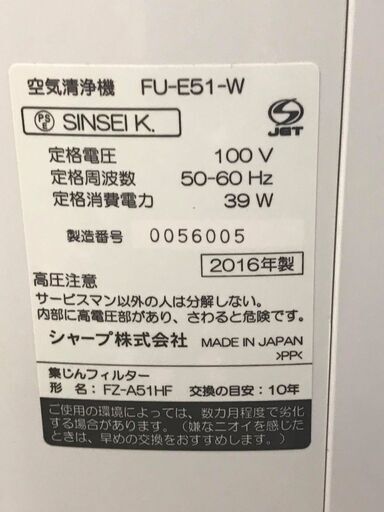 空気清浄機 FU-E51-W
PS E SINSEI K.
JET
定格電圧 100 V
定格周波数 50-60 Hz
定格消費電力 39 W
製造番号 0056005
2016年製
高圧注意
サービスマン以外の人は分解しない。
内部に高電圧部があり、さわると危険です。
シャープ株式会社 MADE IN JAPAN
>PP<
集じんフィルター
形 名：FZ-A51HF 交換の目安：10年
ご使用の環境によっては、数カ月程度で劣化
する場合があります。（嫌なニオイを感じた
ときは、早めの交換をおすすめします。）